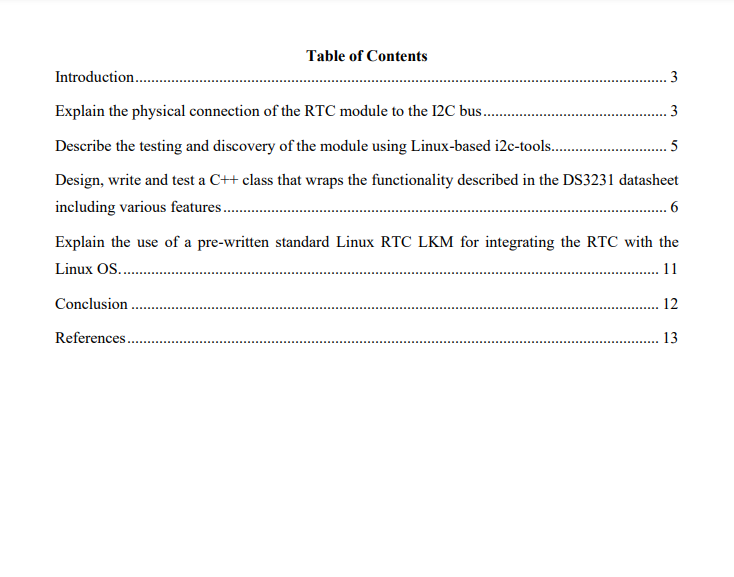 Table of Contents
Introduction.......................................................................................................................................... 3
Explain the physical connection of the RTC module to the I2C bus.............................................. 3
Describe the testing and discovery of the module using Linux-based i2c-tools............................. 5
Design, write and test a C++ class that wraps the functionality described in the DS3231 datasheet
including various features................................................................................................................ 6
Explain the use of a pre-written standard Linux RTC LKM for integrating the RTC with the
Linux OS........................................................................................................................................ 11
Conclusion ..................................................................................................................................... 12
References...................................................................................................................................... 13